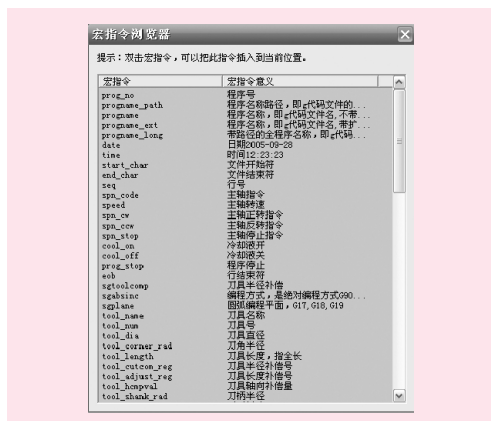 宏指令浏览器
提示：双击宏指令，可以把此指令插入到当前位置。
宏指令 宏指令意义
prog_no 程序号
progname_path 程序名称路径，即g代码文件的...
progname 程序名称，即g代码文件名,不带...
progname_ext 程序名称，即g代码文件名,带扩...
progname_long 带路径的全程序名称，即g代码...
date 日期2005-09-28
time 时间12:23:23
start_char 文件开始符
end_char 文件结束符
seq 行号
spn_code 主轴指令
speed 主轴转速
spn_cw 主轴正转指令
spn_ccw 主轴反转指令
spn_stop 主轴停止指令
cool_on 冷却液开
cool_off 冷却液关
prog_stop 程序停止
eob 行结束符
sgtoolcomp 刀具半径补偿
sgabsinc 编程方式，是绝对编程方式G90...
sgplane 圆弧编程平面，G17,G18,G19
tool_name 刀具名称
tool_num 刀具号
tool_dia 刀具直径
tool_corner_rad 刀角半径
tool_length 刀具长度，指全长
tool_cutcom_reg 刀具半径补偿号
tool_adjust_reg 刀具长度补偿号
tool_hcmpval 刀具轴向补偿量
tool_shank_rad 刀柄半径